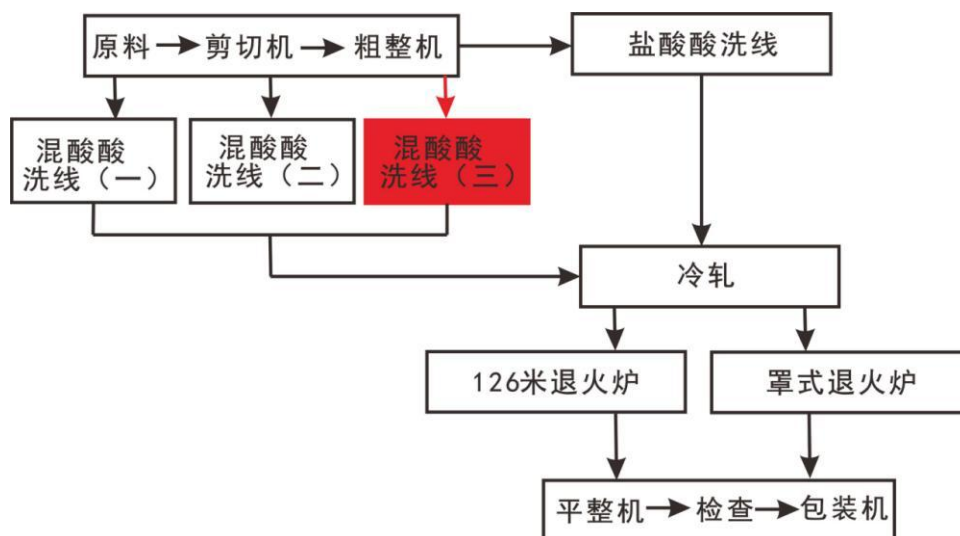 原料 剪切机 粗整机
盐酸酸洗线
混酸酸
洗线（一）
混酸酸
洗线（二）
混酸酸
洗线（三）
冷轧
126米退火炉
罩式退火炉
平整机 检查 包装机